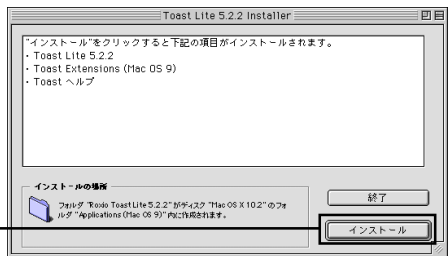 Toast Lite 5.2.2 Installer
"インストール"をクリックすると下記の項目がインストールされます。
・Toast Lite 5.2.2
・Toast Extensions (Mac OS 9)
・Toast ヘルプ
インストールの場所
フォルダ "Roxio Toast Lite 5.2.2" がディスク "Mac OS X 10.2" のフォ
ルダ "Applications (Mac OS 9)" 内に作成されます。
終了
インストール